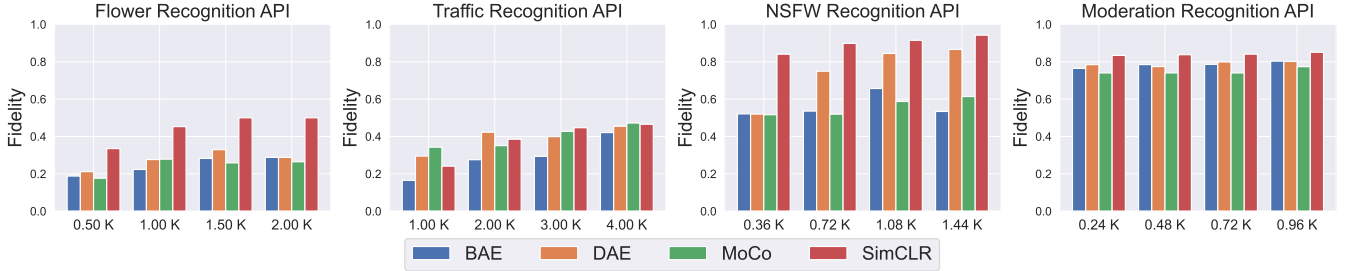 Flower Recognition API
Fidelity
1.0
0.8
0.6
0.4
0.2
0.0
0.50 K 1.00 K 1.50 K 2.00 K
Traffic Recognition API
Fidelity
1.0
0.8
0.6
0.4
0.2
0.0
1.00 K 2.00 K 3.00 K 4.00 K
NSFW Recognition API
Fidelity
1.0
0.8
0.6
0.4
0.2
0.0
0.36 K 0.72 K 1.08 K 1.44 K
Moderation Recognition API
Fidelity
1.0
0.8
0.6
0.4
0.2
0.0
0.24 K 0.48 K 0.72 K 0.96 K
BAE DAE MoCo SimCLR